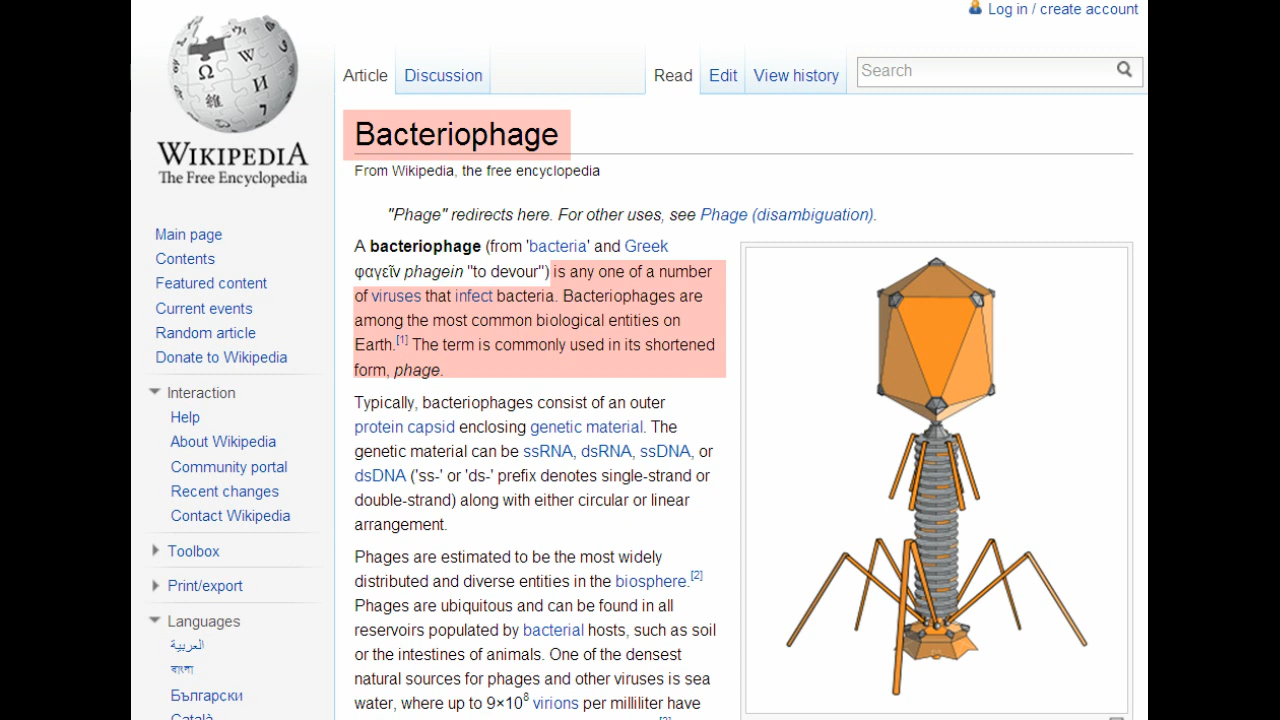 Log in / create account
Article Discussion Read Edit View history Search
WIKIPEDIA
The Free Encyclopedia
Main page
Contents
Featured content
Current events
Random article
Donate to Wikipedia
Interaction
Help
About Wikipedia
Community portal
Recent changes
Contact Wikipedia
Toolbox
Print/export
Languages
العربية
বাংলা
Български
Català
Bacteriophage
From Wikipedia, the free encyclopedia
"Phage" redirects here. For other uses, see Phage (disambiguation).
A bacteriophage (from 'bacteria' and Greek
φαγεῖν phagein "to devour") is any one of a number
of viruses that infect bacteria. Bacteriophages are
among the most common biological entities on
Earth.[1] The term is commonly used in its shortened
form, phage.
Typically, bacteriophages consist of an outer
protein capsid enclosing genetic material. The
genetic material can be ssRNA, dsRNA, ssDNA, or
dsDNA ('ss-' or 'ds-' prefix denotes single-strand or
double-strand) along with either circular or linear
arrangement.
Phages are estimated to be the most widely
distributed and diverse entities in the biosphere.[2]
Phages are ubiquitous and can be found in all
reservoirs populated by bacterial hosts, such as soil
or the intestines of animals. One of the densest
natural sources for phages and other viruses is sea
water, where up to 9×10⁸ virions per milliliter have